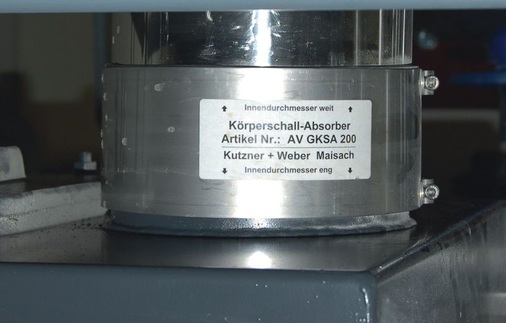 Innendurchmesser weit
Körperschall-Absorber
Artikel Nr.: AV GKSA 200
Kutzner + Weber Maisach
Innendurchmesser eng